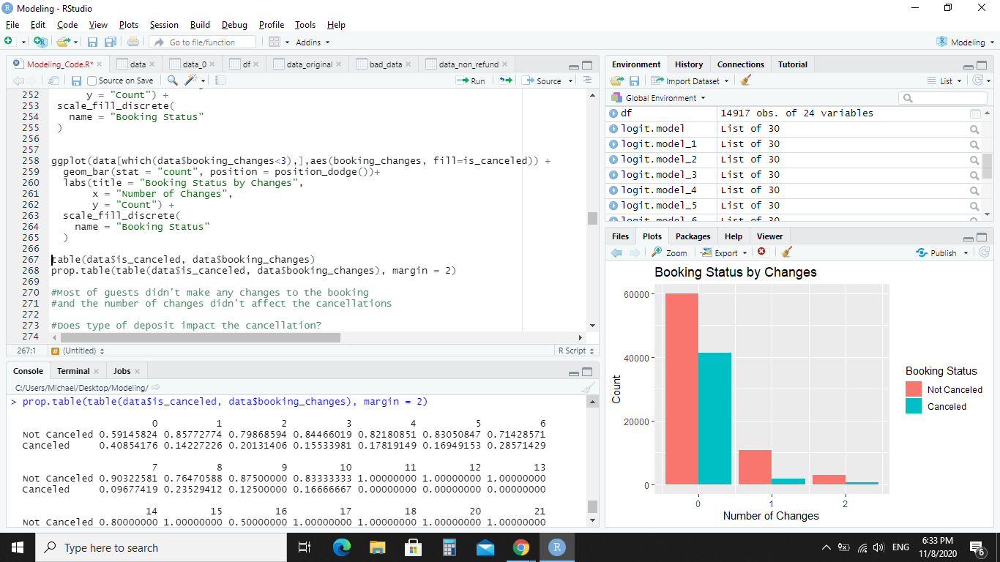 Modeling - RStudio
File Edit Code View Plots Session Build Debug Profile Tools Help
Go to file/function Addins Modeling
Modeling_Code.R* data data_0 df data_original bad_data data_non_refund
Source on Save Run Source
252 y = "Count") +
253 scale_fill_discrete(
254 name = "Booking Status"
255 )
256
257
258 ggplot(data[which(data$booking_changes<3),],aes(booking_changes, fill=is_canceled)) +
259 geom_bar(stat = "count", position = position_dodge())+
260 labs(title = "Booking Status by Changes",
261 x = "Number of Changes",
262 y = "Count") +
263 scale_fill_discrete(
264 name = "Booking Status"
265 )
266
267 table(data$is_canceled, data$booking_changes)
268 prop.table(table(data$is_canceled, data$booking_changes), margin = 2)
269
270 #Most of guests didn't make any changes to the booking
271 #and the number of changes didn't affect the cancellations
272
273 #Does type of deposit impact the cancellation?
274
267:1 (Untitled) R Script
Console Terminal Jobs
C:/Users/Michael/Desktop/Modeling/
> prop.table(table(data$is_canceled, data$booking_changes), margin = 2)
0 1 2 3 4 5 6
Not Canceled 0.59145824 0.85772774 0.79868594 0.84466019 0.82180851 0.83050847 0.71428571
Canceled 0.40854176 0.14227226 0.20131406 0.15533981 0.17819149 0.16949153 0.28571429
7 8 9 10 11 12 13
Not Canceled 0.90322581 0.76470588 0.87500000 0.83333333 1.00000000 1.00000000 1.00000000
Canceled 0.09677419 0.23529412 0.12500000 0.16666667 0.00000000 0.00000000 0.00000000
14 15 16 17 18 20 21
Not Canceled 0.80000000 1.00000000 0.50000000 1.00000000 1.00000000 1.00000000 1.00000000
Environment History Connections Tutorial
Import Dataset List
Global Environment
df 14917 obs. of 24 variables
logit.model List of 30
logit.model_1 List of 30
logit.model_2 List of 30
logit.model_3 List of 30
logit.model_4 List of 30
logit.model_5 List of 30
logit.model_6 List of 30
Files Plots Packages Help Viewer
Zoom Export Publish
Booking Status by Changes
60000
40000
20000
0
Count
0 1 2
Number of Changes
Booking Status
Not Canceled
Canceled
Type here to search
ENG
6:33 PM
11/8/2020
6